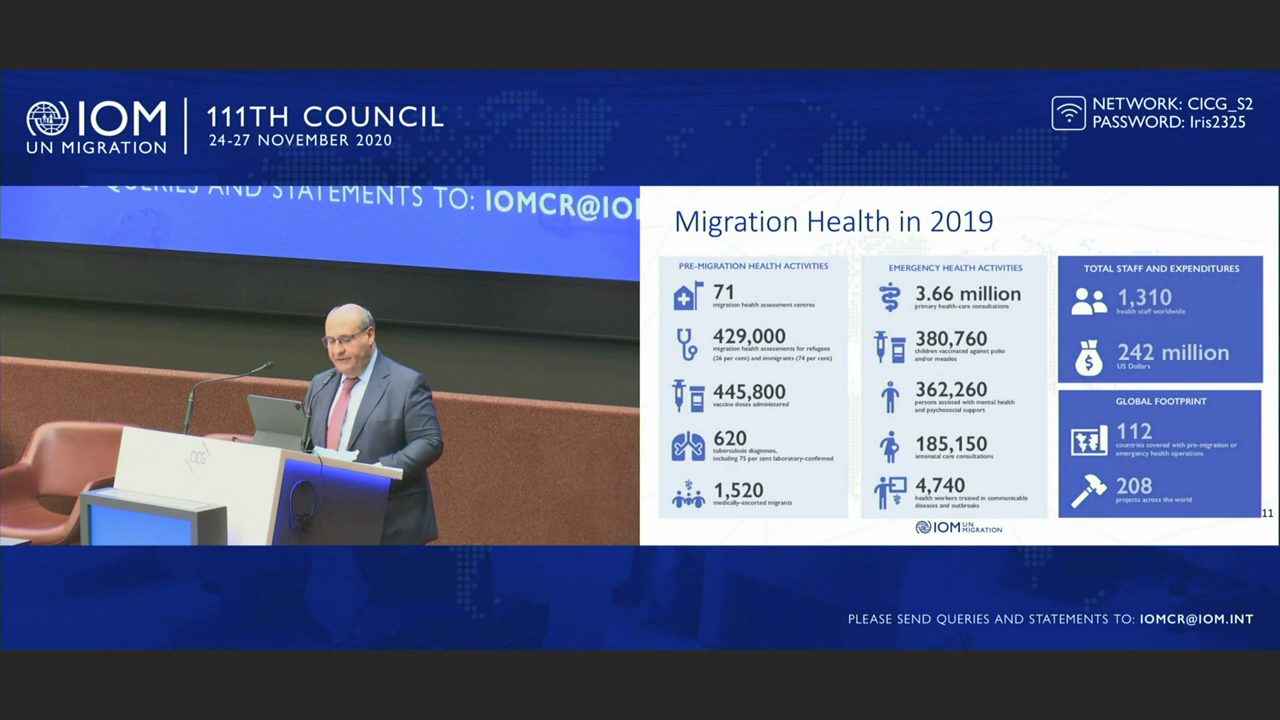 IOM
UN MIGRATION
111TH COUNCIL
24-27 NOVEMBER 2020
NETWORK: CICG_S2
PASSWORD: Iris2325
QUERIES AND STATEMENTS TO: IOMCR@IO
CICG
Migration Health in 2019
PRE-MIGRATION HEALTH ACTIVITIES
71
migration health assessment centres
429,000
migration health assessments for refugees
(26 per cent) and immigrants (74 per cent)
445,800
vaccine doses administered
620
tuberculosis diagnoses,
including 75 per cent laboratory-confirmed
1,520
medically-escorted migrants
EMERGENCY HEALTH ACTIVITIES
3.66 million
primary health-care consultations
380,760
children vaccinated against polio
and/or measles
362,260
persons assisted with mental health
and psychosocial support
185,150
antenatal care consultations
4,740
health workers trained in communicable
diseases and outbreaks
TOTAL STAFF AND EXPENDITURES
1,310
health staff worldwide
242 million
US Dollars
GLOBAL FOOTPRINT
112
countries covered with pre-migration or
emergency health operations
208
projects across the world
11
IOM UN MIGRATION
PLEASE SEND QUERIES AND STATEMENTS TO: IOMCR@IOM.INT